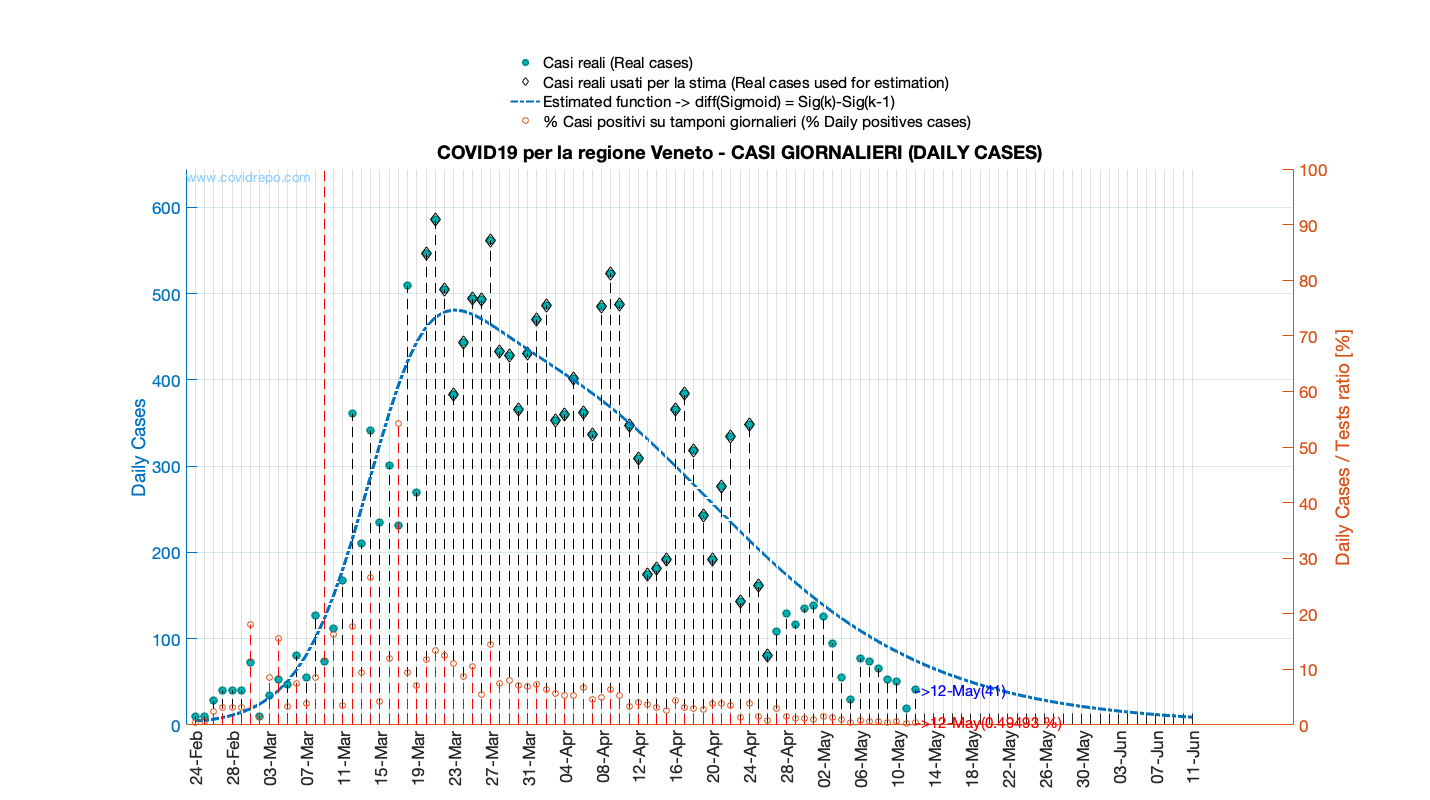 Casi reali (Real cases)
Casi reali usati per la stima (Real cases used for estimation)
Estimated function -> diff(Sigmoid) = Sig(k)-Sig(k-1)
% Casi positivi su tamponi giornalieri (% Daily positives cases)
COVID19 per la regione Veneto - CASI GIORNALIERI (DAILY CASES)
www.covidrepo.com
Daily Cases
600
500
400
300
200
100
0
Daily Cases / Tests ratio [%]
100
90
80
70
60
50
40
30
20
10
0
->12-May(41)
->12-May(0.49493 %)
24-Feb
28-Feb
03-Mar
07-Mar
11-Mar
15-Mar
19-Mar
23-Mar
27-Mar
31-Mar
04-Apr
08-Apr
12-Apr
16-Apr
20-Apr
24-Apr
28-Apr
02-May
06-May
10-May
14-May
18-May
22-May
26-May
30-May
03-Jun
07-Jun
11-Jun